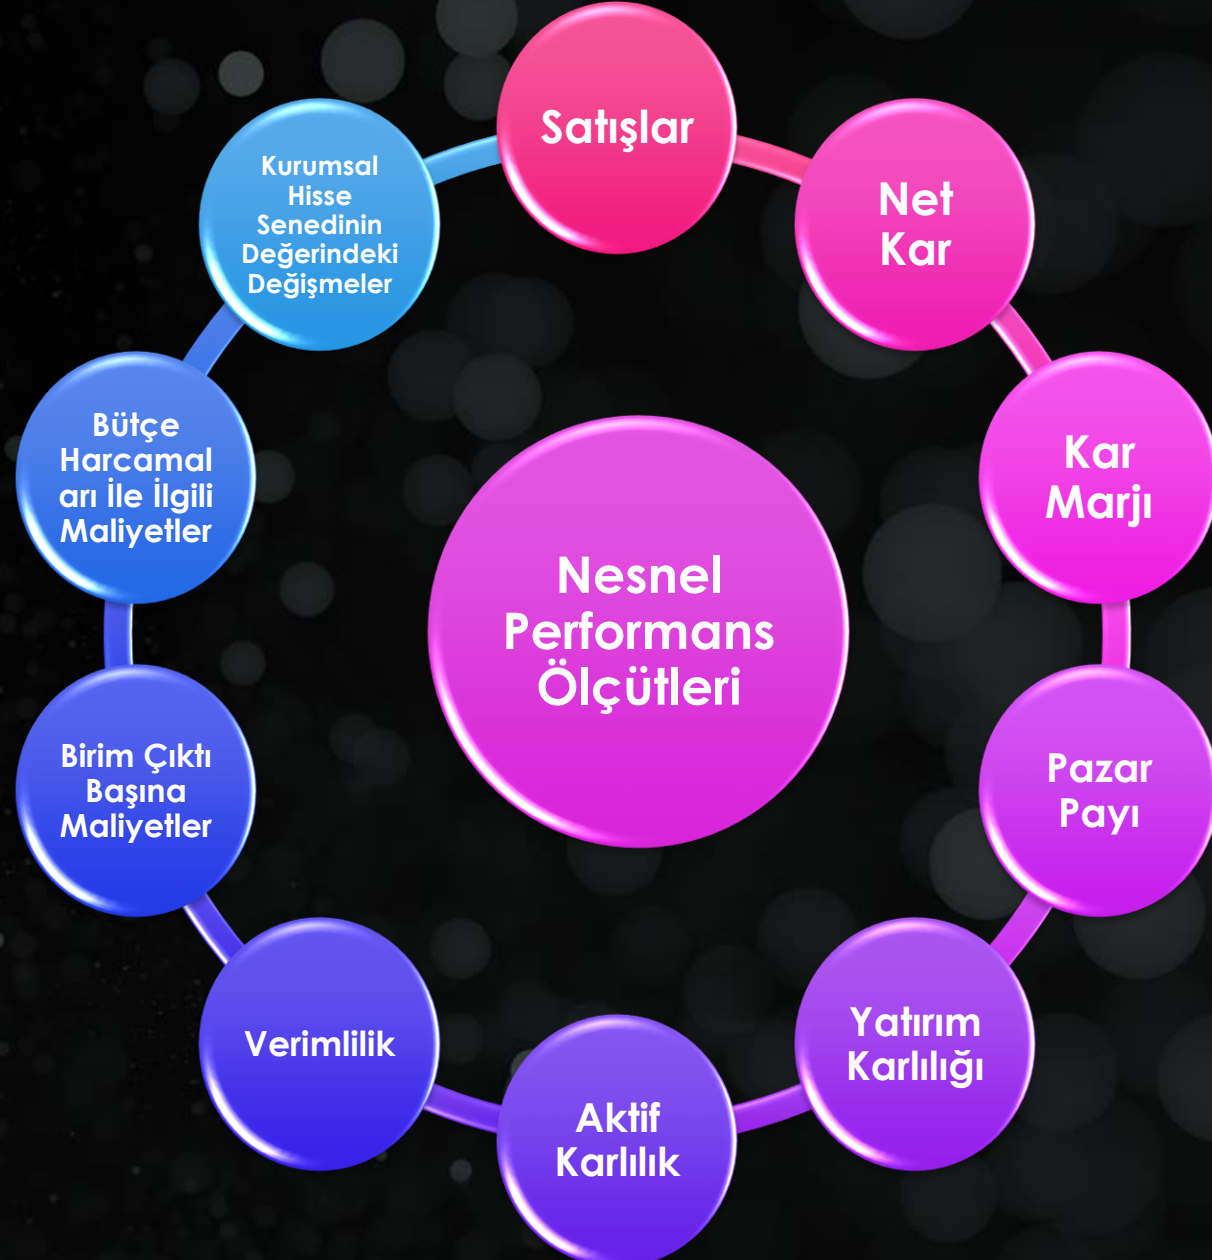 Satışlar
Net
Kar
Kar
Marjı
Pazar
Payı
Yatırım
Karlılığı
Aktif
Karlılık
Verimlilik
Birim Çıktı
Başına
Maliyetler
Bütçe
Harcamal
arı İle İlgili
Maliyetler
Kurumsal
Hisse
Senedinin
Değerindeki
Değişmeler
Nesnel
Performans
Ölçütleri